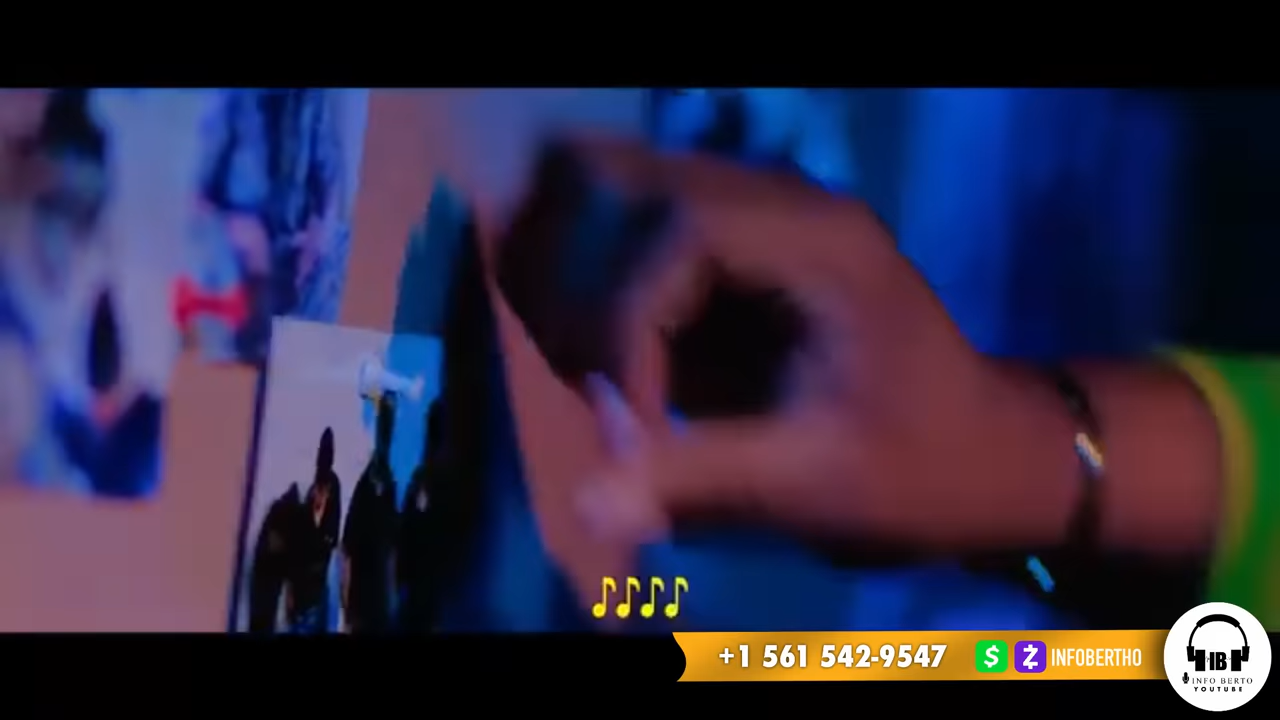 ♪♪♪♪
+1 561 542-9547 INFOBERTHO
IB
INFO BERTO
YOUTUBE